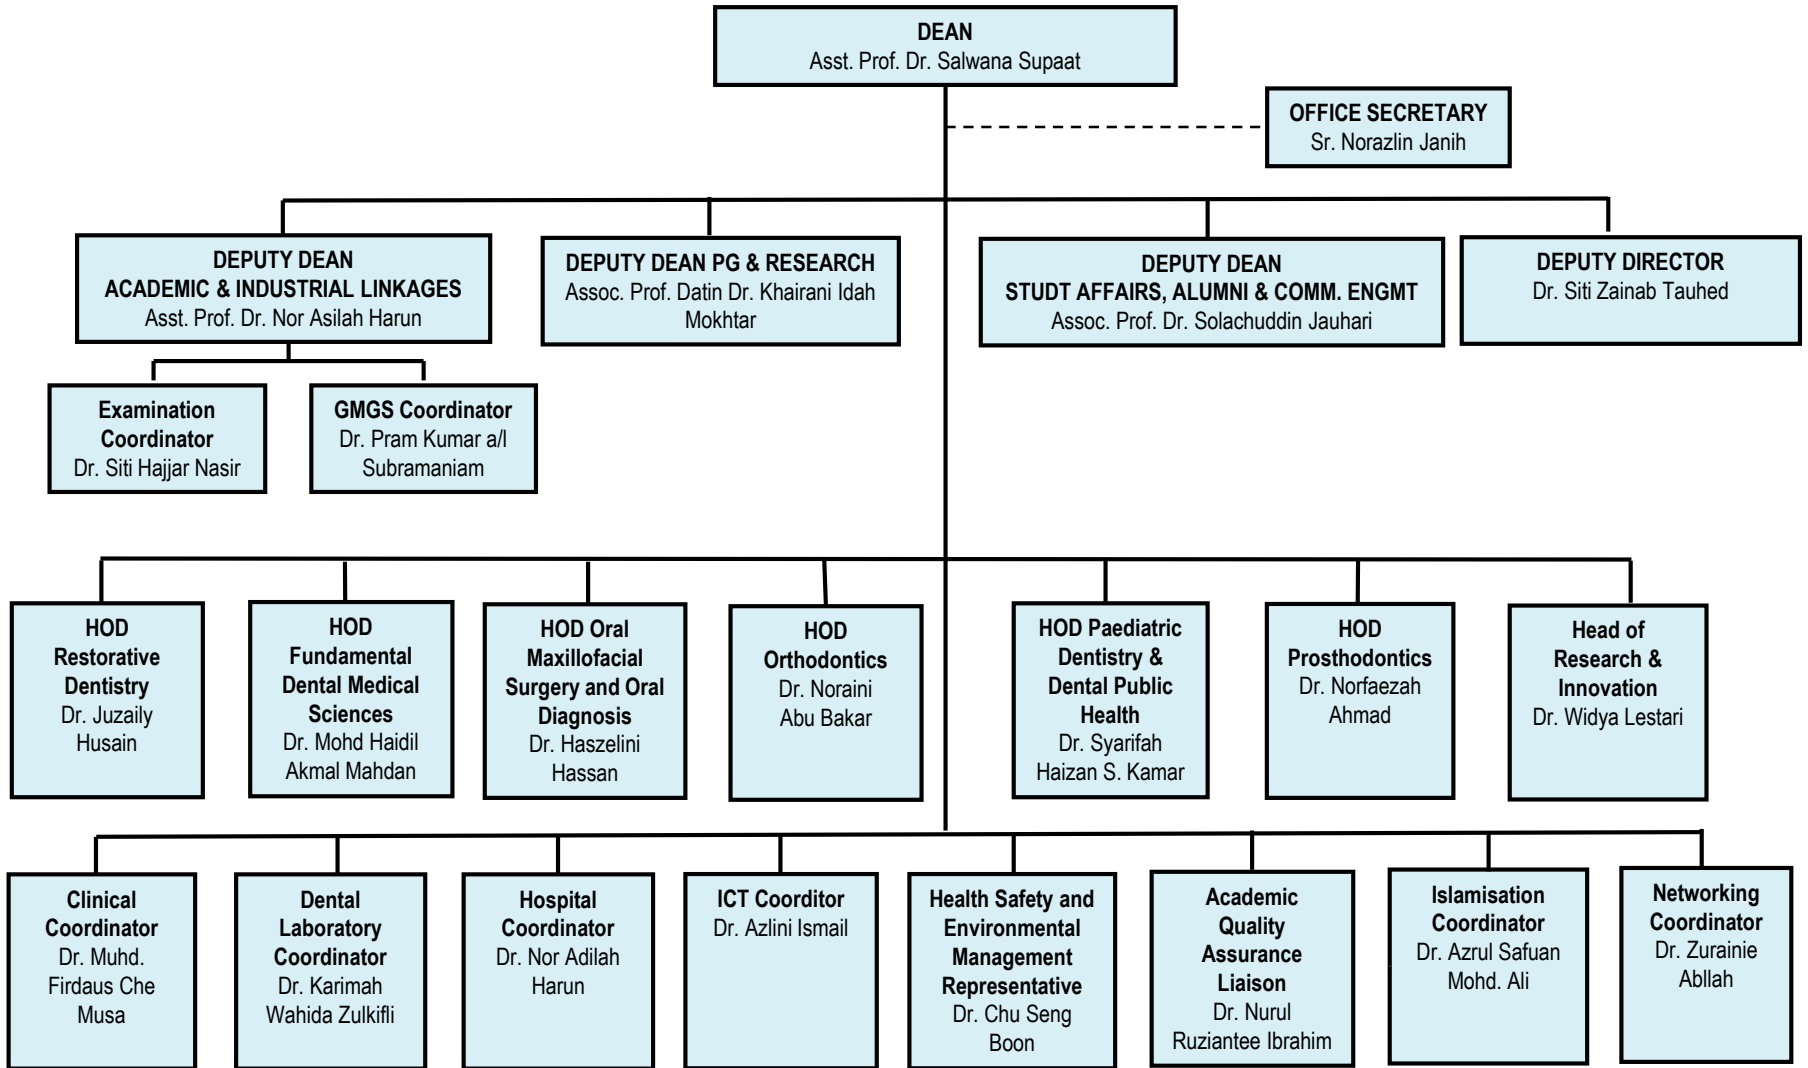 DEAN
Asst. Prof. Dr. Salwana Supaat
OFFICE SECRETARY
Sr. Norazlin Janih
DEPUTY DEAN
ACADEMIC & INDUSTRIAL LINKAGES
Asst. Prof. Dr. Nor Asilah Harun
DEPUTY DEAN PG & RESEARCH
Assoc. Prof. Datin Dr. Khairani Idah
Mokhtar
DEPUTY DEAN
STUDT AFFAIRS, ALUMNI & COMM. ENGMT
Assoc. Prof. Dr. Solachuddin Jauhari
DEPUTY DIRECTOR
Dr. Siti Zainab Tauhed
Examination
Coordinator
Dr. Siti Hajjar Nasir
GMGS Coordinator
Dr. Pram Kumar a/l
Subramaniam
HOD
Restorative
Dentistry
Dr. Juzaily
Husain
HOD
Fundamental
Dental Medical
Sciences
Dr. Mohd Haidil
Akmal Mahdan
HOD Oral
Maxillofacial
Surgery and Oral
Diagnosis
Dr. Haszelini
Hassan
HOD
Orthodontics
Dr. Noraini
Abu Bakar
HOD Paediatric
Dentistry &
Dental Public
Health
Dr. Syarifah
Haizan S. Kamar
HOD
Prosthodontics
Dr. Norfaezah
Ahmad
Head of
Research &
Innovation
Dr. Widya Lestari
Clinical
Coordinator
Dr. Muhd.
Firdaus Che
Musa
Dental
Laboratory
Coordinator
Dr. Karimah
Wahida Zulkifli
Hospital
Coordinator
Dr. Nor Adilah
Harun
ICT Coorditor
Dr. Azlini Ismail
Health Safety and
Environmental
Management
Representative
Dr. Chu Seng
Boon
Academic
Quality
Assurance
Liaison
Dr. Nurul
Ruziantee Ibrahim
Islamisation
Coordinator
Dr. Azrul Safuan
Mohd. Ali
Networking
Coordinator
Dr. Zurainie
Abllah